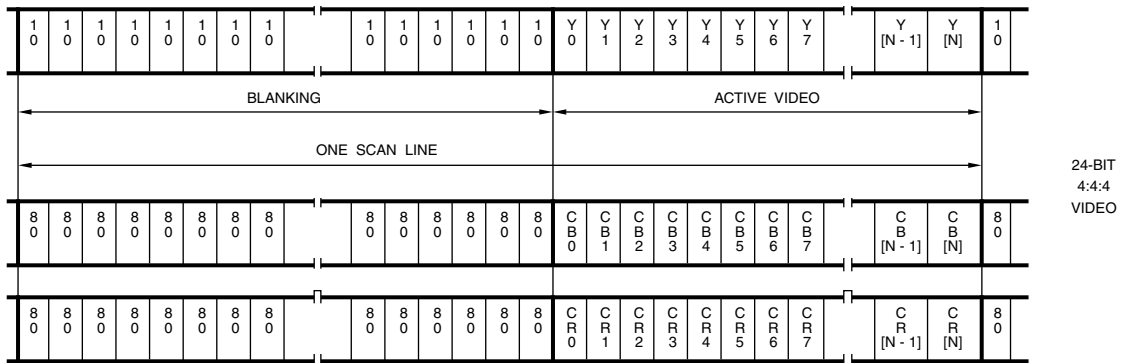 10 10 10 10 10 10 10 10 10 10 10 10 10 10 Y0 Y1 Y2 Y3 Y4 Y5 Y6 Y7 Y[N - 1] Y[N] 10
BLANKING ACTIVE VIDEO
ONE SCAN LINE
24-BIT
4:4:4
VIDEO
80 80 80 80 80 80 80 80 80 80 80 80 80 80 CB0 CB1 CB2 CB3 CB4 CB5 CB6 CB7 CB[N - 1] CB[N] 80
80 80 80 80 80 80 80 80 80 80 80 80 80 80 CR0 CR1 CR2 CR3 CR4 CR5 CR6 CR7 CR[N - 1] CR[N] 80